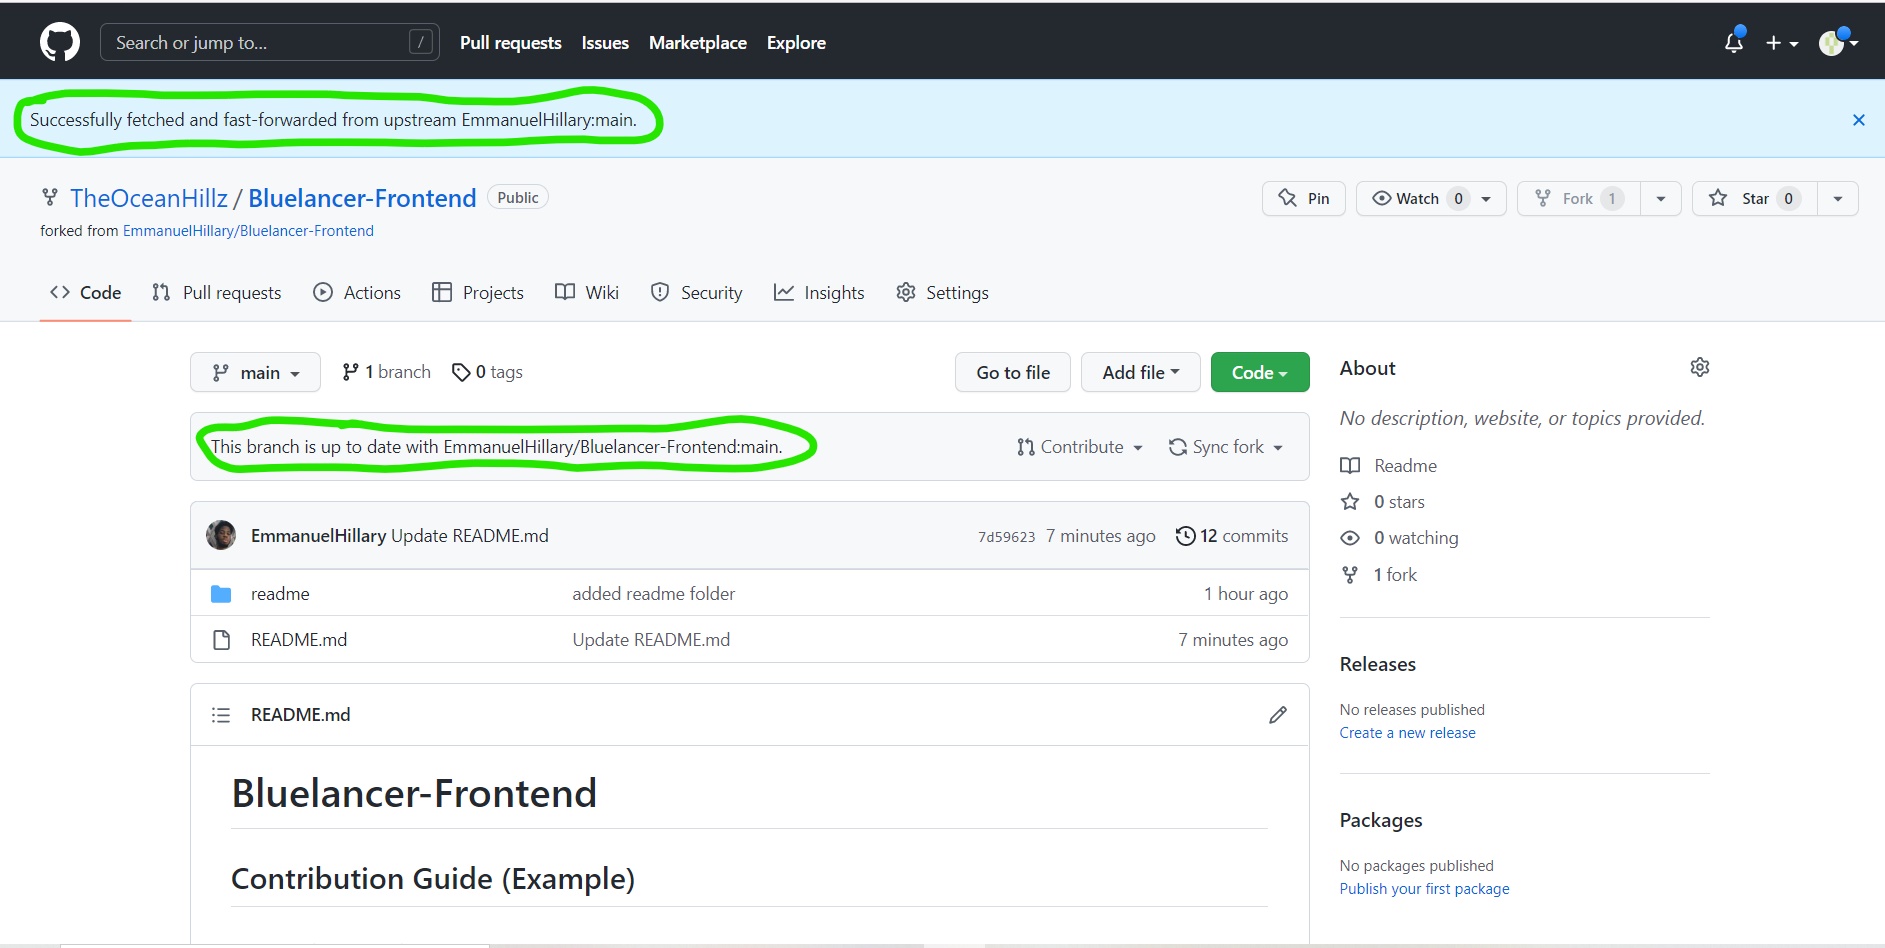 Search or jump to... /
Pull requests Issues Marketplace Explore
Successfully fetched and fast-forwarded from upstream EmmanuelHillary:main.
TheOceanHillz / Bluelancer-Frontend Public
Pin Watch 0 Fork 1 Star 0
forked from EmmanuelHillary/Bluelancer-Frontend
Code Pull requests Actions Projects Wiki Security Insights Settings
main 1 branch 0 tags Go to file Add file Code
This branch is up to date with EmmanuelHillary/Bluelancer-Frontend:main. Contribute Sync fork
EmmanuelHillary Update README.md 7d59623 7 minutes ago 12 commits
readme added readme folder 1 hour ago
README.md Update README.md 7 minutes ago
README.md
Bluelancer-Frontend
Contribution Guide (Example)
About
No description, website, or topics provided.
Readme
0 stars
0 watching
1 fork
Releases
No releases published
Create a new release
Packages
No packages published
Publish your first package